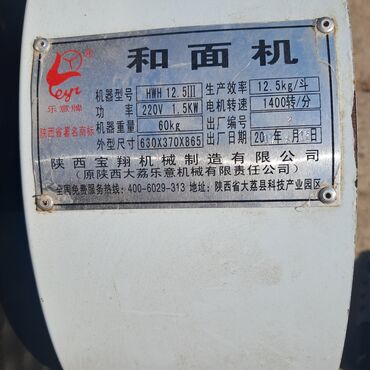 和面机
Leyi
乐意牌
陕西省著名商标
机器型号 HWH 12.5III 生产效率 12.5kg/斗
功率 220V 1.5KW 电机转速 1400转/分
机器重量 60kg 出厂编号
外型尺寸 630X370X865 出厂日期 20 年 月 日
陕西宝翔机械制造有限公司
(原陕西大荔乐意机械有限责任公司)
全国免费服务热线:400-6029-313 地址:陕西省大荔县科技产业园区